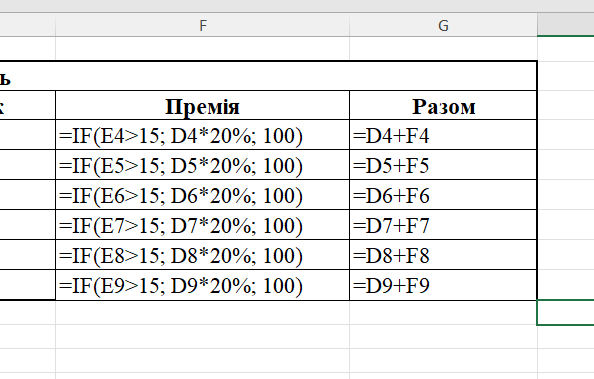 F G
ь
к Премія Разом
=IF(E4>15; D4*20%; 100) =D4+F4
=IF(E5>15; D5*20%; 100) =D5+F5
=IF(E6>15; D6*20%; 100) =D6+F6
=IF(E7>15; D7*20%; 100) =D7+F7
=IF(E8>15; D8*20%; 100) =D8+F8
=IF(E9>15; D9*20%; 100) =D9+F9